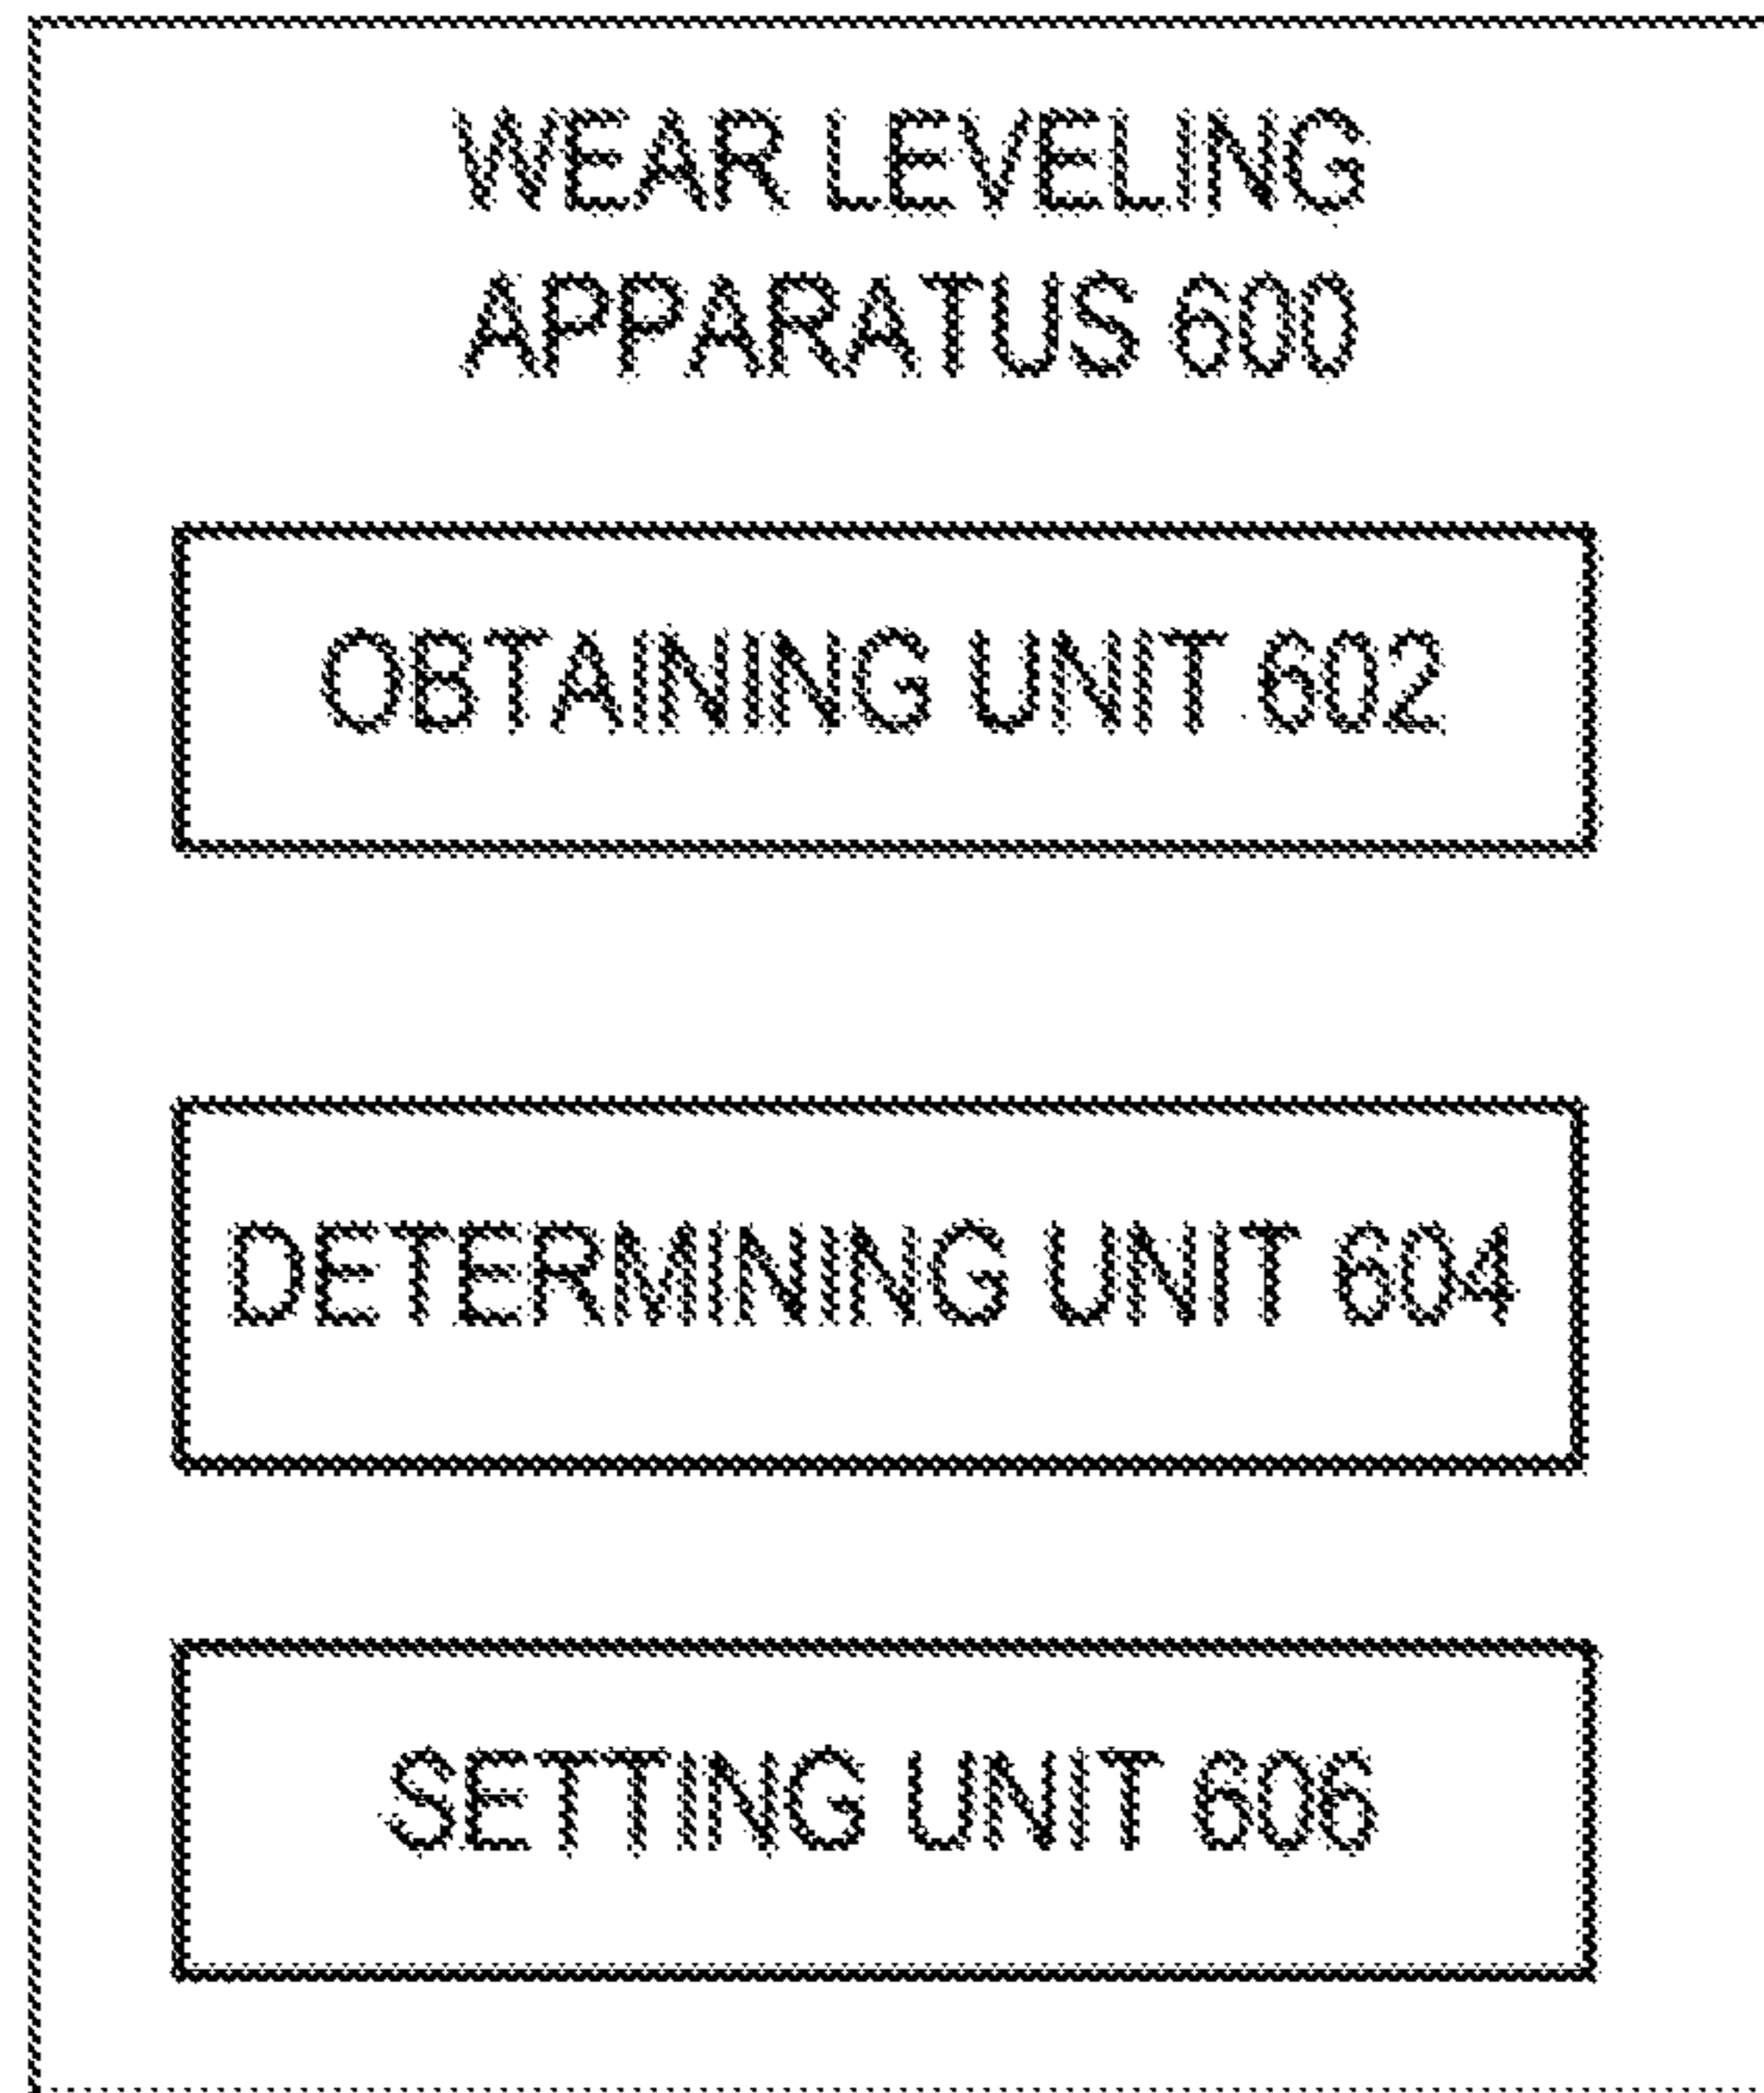 WEAR LEVELING
APPARATUS 600
OBTAINING UNIT 602
DETERMINING UNIT 604
SETTING UNIT 606